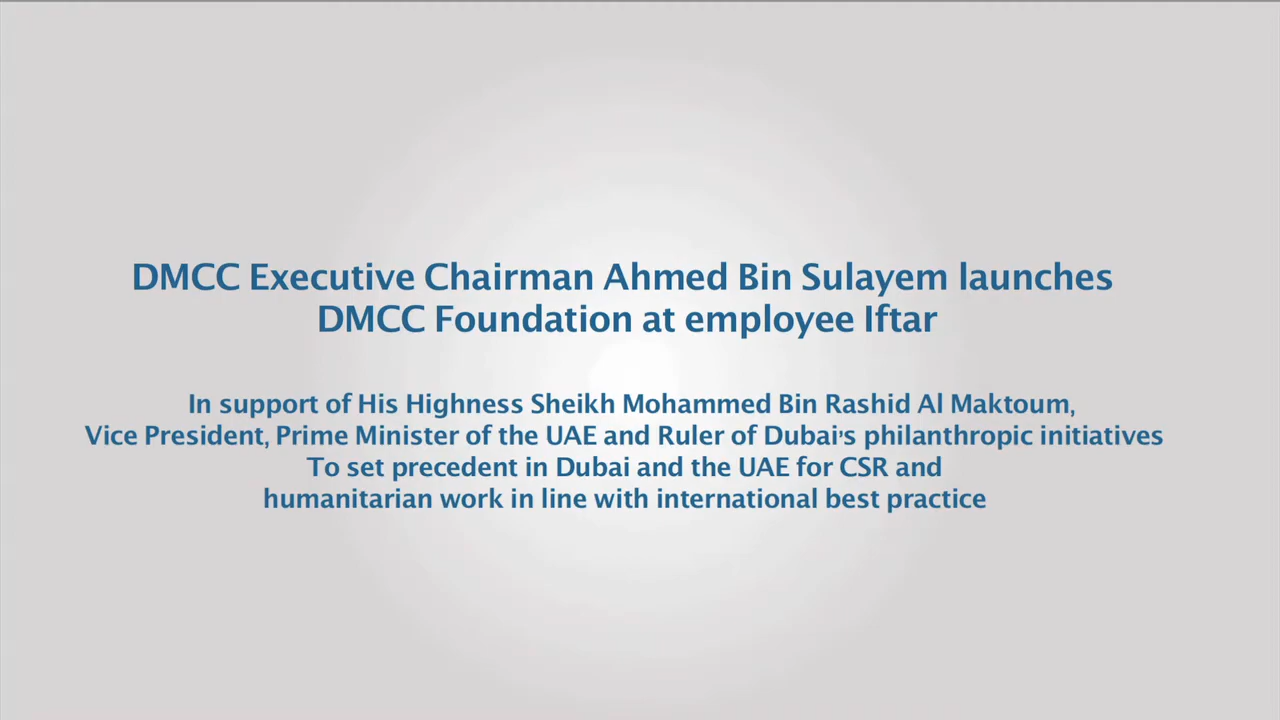 DMCC Executive Chairman Ahmed Bin Sulayem launches
DMCC Foundation at employee Iftar
In support of His Highness Sheikh Mohammed Bin Rashid Al Maktoum,
Vice President, Prime Minister of the UAE and Ruler of Dubai's philanthropic initiatives
To set precedent in Dubai and the UAE for CSR and
humanitarian work in line with international best practice